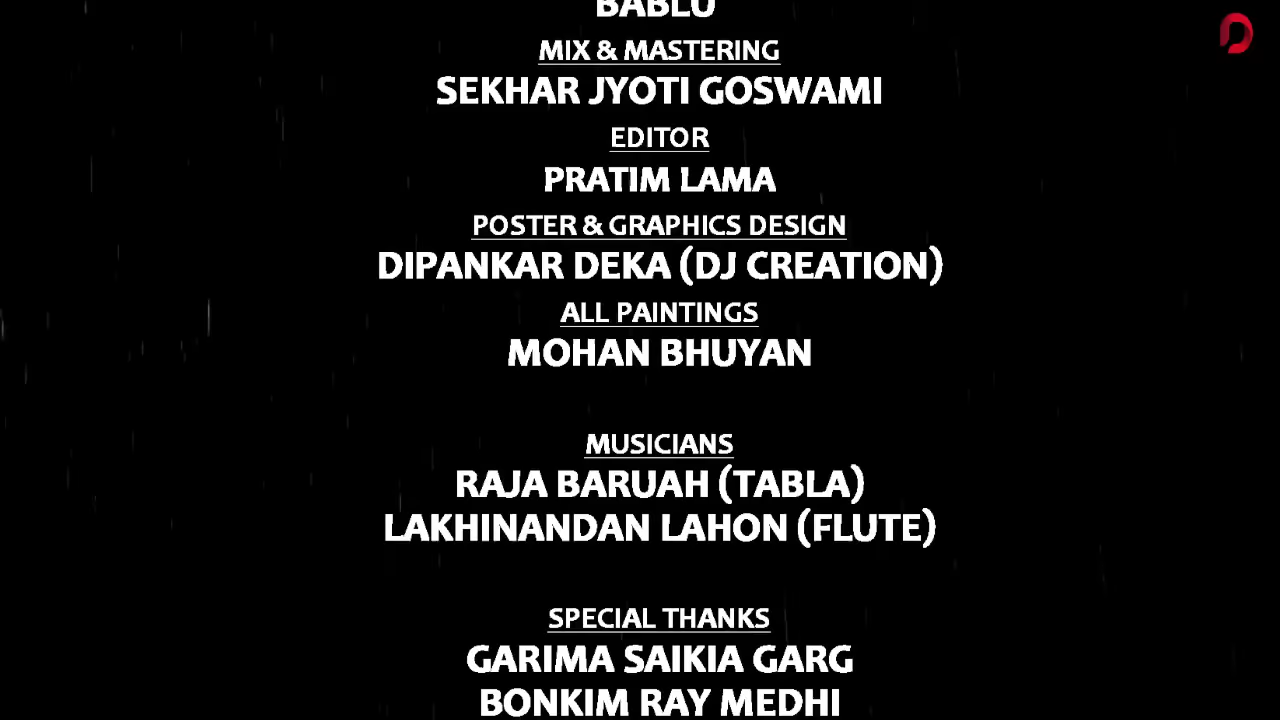 BABLU
MIX & MASTERING
SEKHAR JYOTI GOSWAMI
EDITOR
PRATIM LAMA
POSTER & GRAPHICS DESIGN
DIPANKAR DEKA (DJ CREATION)
ALL PAINTINGS
MOHAN BHUYAN
MUSICIANS
RAJA BARUAH (TABLA)
LAKHINANDAN LAHON (FLUTE)
SPECIAL THANKS
GARIMA SAIKIA GARG
BONKIM RAY MEDHI